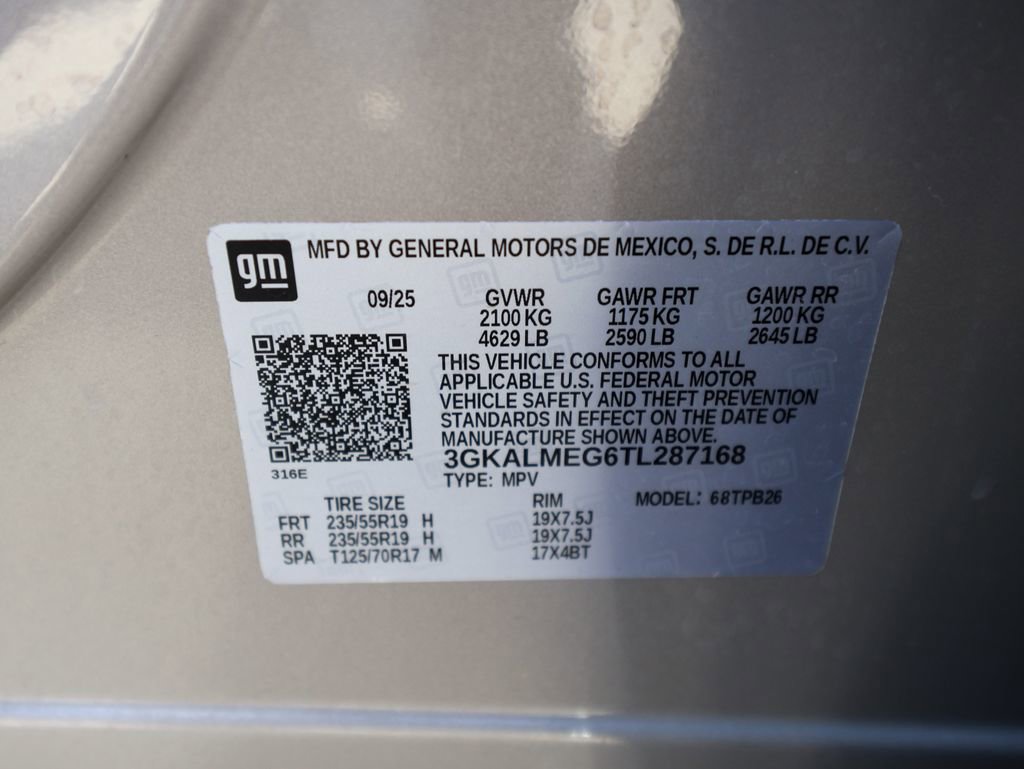 gm
MFD BY GENERAL MOTORS DE MEXICO, S. DE R.L. DE C.V.
09/25 GVWR GAWR FRT GAWR RR
2100 KG 1175 KG 1200 KG
4629 LB 2590 LB 2645 LB
THIS VEHICLE CONFORMS TO ALL
APPLICABLE U.S. FEDERAL MOTOR
VEHICLE SAFETY AND THEFT PREVENTION
STANDARDS IN EFFECT ON THE DATE OF
MANUFACTURE SHOWN ABOVE.
3GKALMEG6TL287168
316E
TYPE: MPV
TIRE SIZE RIM MODEL: 68TPB26
FRT 235/55R19 H 19X7.5J
RR 235/55R19 H 19X7.5J
SPA T125/70R17 M 17X4BT